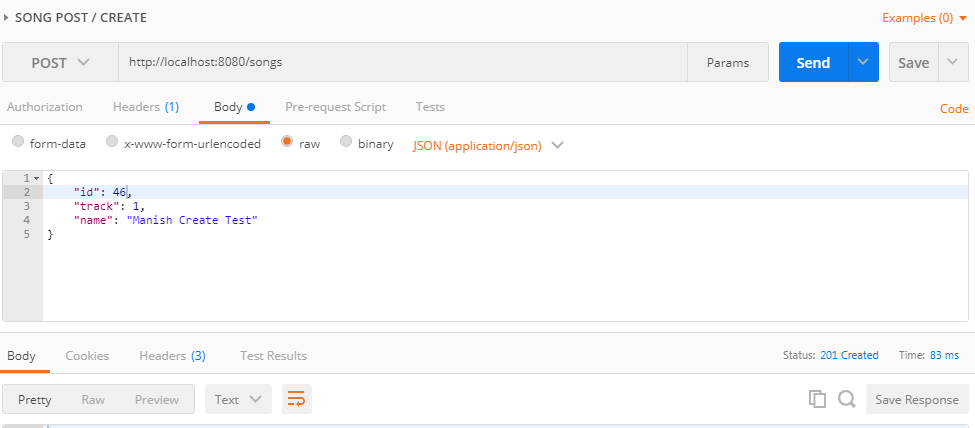 SONG POST / CREATE Examples (0)
POST http://localhost:8080/songs Params Send Save
Authorization Headers (1) Body Pre-request Script Tests Code
form-data x-www-form-urlencoded raw binary JSON (application/json)
1 {
2 "id": 46,
3 "track": 1,
4 "name": "Manish Create Test"
5 }
Body Cookies Headers (3) Test Results Status: 201 Created Time: 83 ms
Pretty Raw Preview Text Save Response